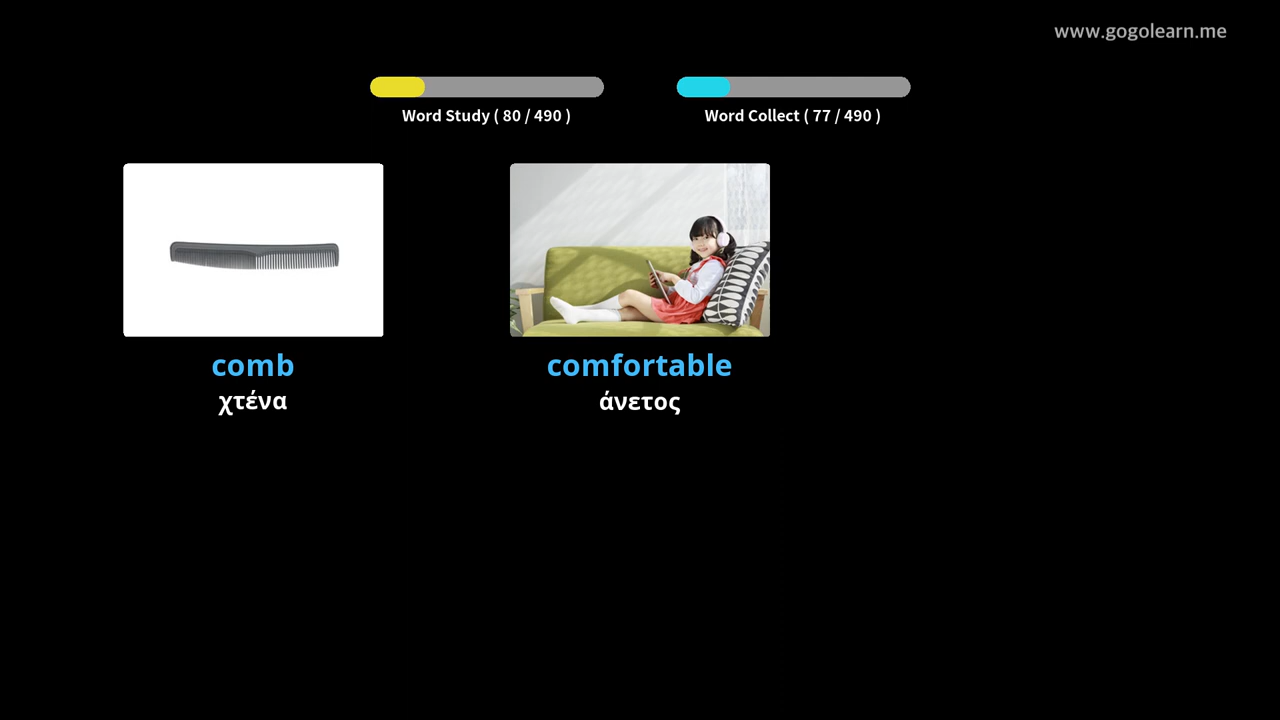 www.gogolearn.me
Word Study ( 80 / 490 )
Word Collect ( 77 / 490 )
comb
χτένα
comfortable
άνετος